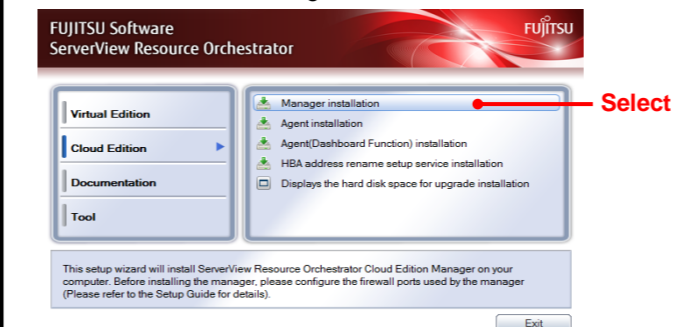 FUJITSU Software
ServerView Resource Orchestrator
FUJITSU
Virtual Edition
Cloud Edition
Documentation
Tool
Manager installation
Agent installation
Agent(Dashboard Function) installation
HBA address rename setup service installation
Displays the hard disk space for upgrade installation
Select
This setup wizard will install ServerView Resource Orchestrator Cloud Edition Manager on your
computer. Before installing the manager, please configure the firewall ports used by the manager
(Please refer to the Setup Guide for details).
Exit